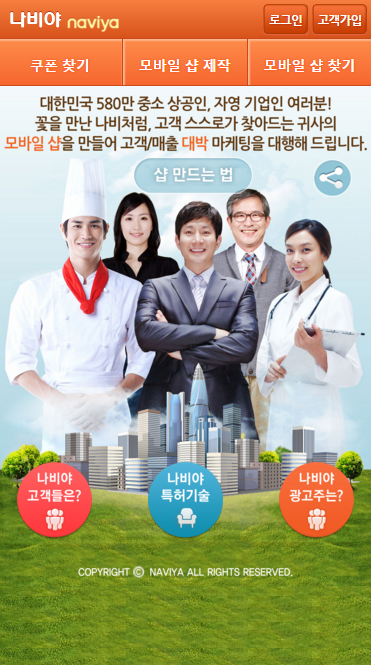 나비야 naviya 로그인 고객가입
쿠폰 찾기 모바일 샵 제작 모바일 샵 찾기
대한민국 580만 중소 상공인, 자영 기업인 여러분!
꽃을 만난 나비처럼, 고객 스스로가 찾아드는 귀사의
모바일 샵을 만들어 고객/매출 대박 마케팅을 대행해 드립니다.
샵 만드는 법
나비야
고객들은?
나비야
특허기술
나비야
광고주는?
COPYRIGHT ⓒ NAVIYA ALL RIGHTS RESERVED.